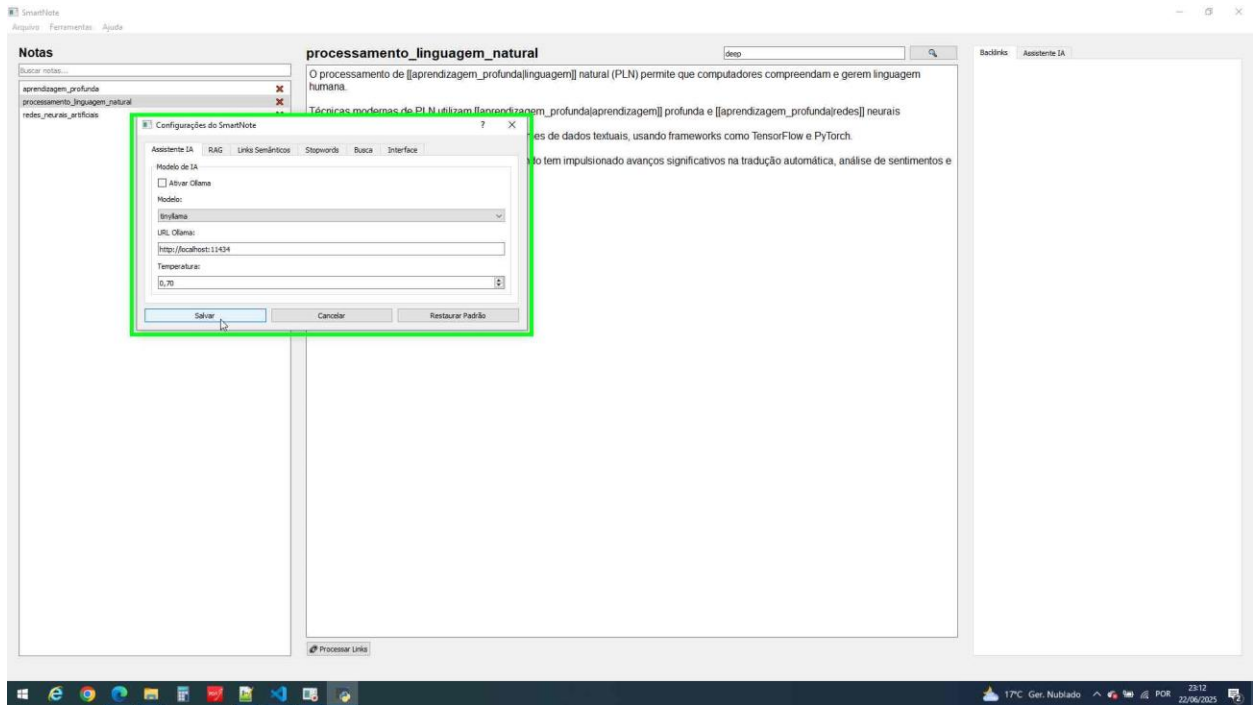 SmartNote
Arquivo Ferramentas Ajuda
Notas
Buscar notas...
aprendizagem_profunda
processamento_linguagem_natural
redes_neurais_artificiais
processamento_linguagem_natural
deep
O processamento de [[aprendizagem_profunda|linguagem]] natural (PLN) permite que computadores compreendam e gerem linguagem
humana.
Técnicas modernas de PLN utilizam [[aprendizagem_profunda|aprendizagem]] profunda e [[aprendizagem_profunda|redes]] neurais
de dados textuais, usando frameworks como TensorFlow e PyTorch.
tem impulsionado avanços significativos na tradução automática, análise de sentimentos e
Configurações do SmartNote
Assistente IA RAG Links Semânticos Stopwords Busca Interface
Modelo de IA
Ativar Ollama
Modelo:
tinyllama
URL Ollama:
http://localhost:11434
Temperatura:
0,70
Salvar Cancelar Restaurar Padrão
Processar Links
Backlinks Assistente IA
17°C Ger. Nublado POR 23:12
22/06/2025